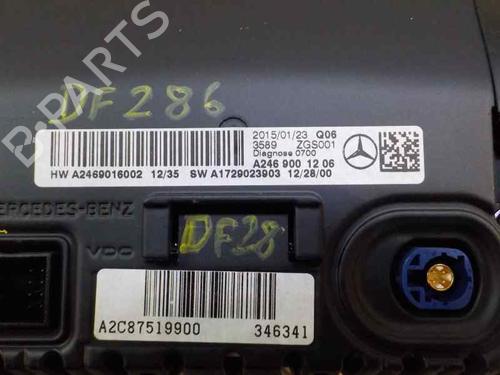 B-PARTS
DF286
2015/01/23 Q06
3589 ZGS001
Diagnose 0700
A246 900 12 06
HW A2469016002 12/35 SW A1729023903 12/28/00
ERCEDES-BENZ
VDO
DF28
A2C87519900 346341